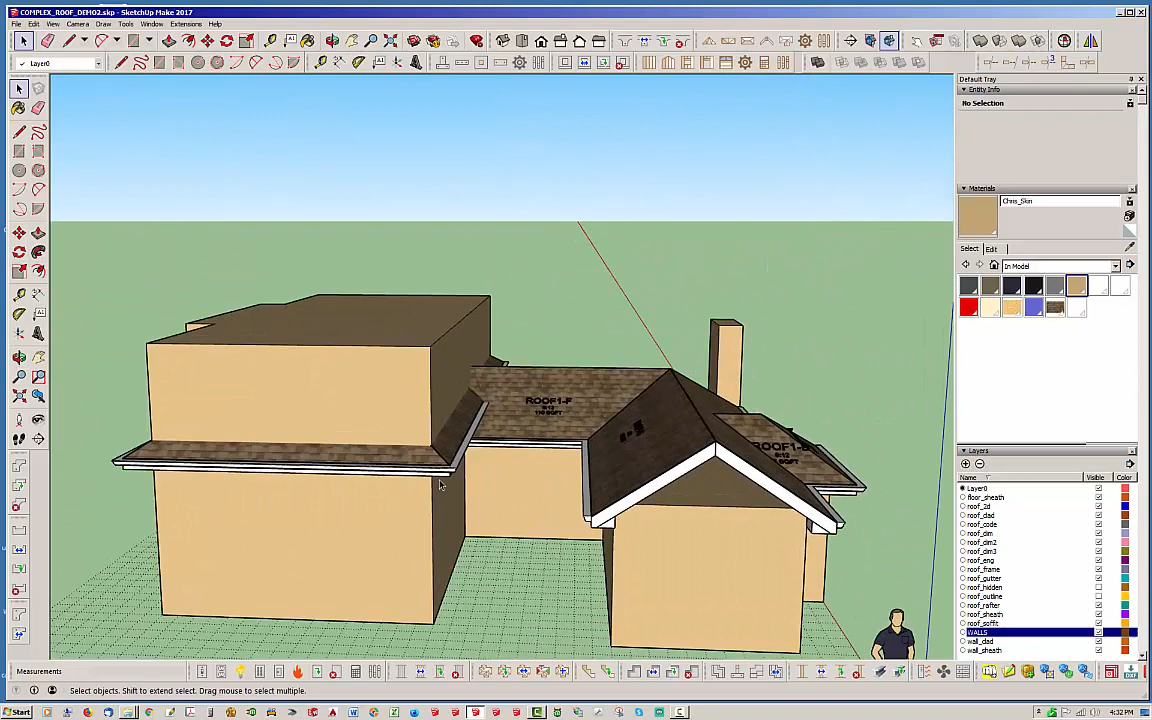 COMPLEX_ROOF_DEMO2.skp - SketchUp Make 2017
File Edit View Camera Draw Tools Window Extensions Help
Layer0
Default Tray
Entity Info
No Selection
Materials
Chris_Skin
Select Edit
In Model
ROOF1-F
Layers
Name Visible Color
Layer0
floor_sheath
roof_2d
roof_clad
roof_code
roof_dim
roof_dim2
roof_dim3
roof_eng
roof_frame
roof_gutter
roof_hidden
roof_outline
roof_rafter
roof_sheath
roof_soffit
WALLS
wall_clad
wall_sheath
Measurements
Select objects. Shift to extend select. Drag mouse to select multiple.
Start
4:32 PM